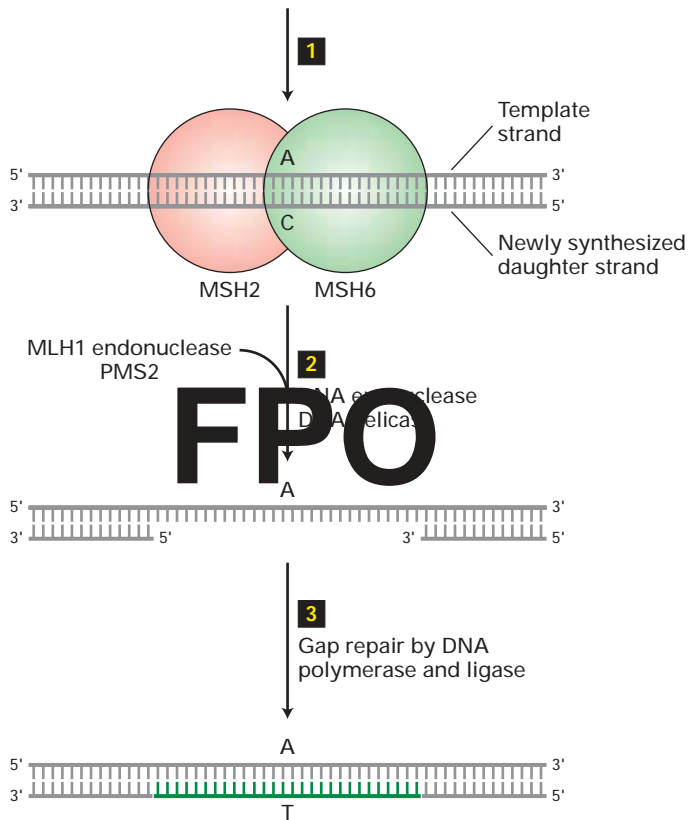 1
Template
strand
A
5' 3'
3' 5'
C
Newly synthesized
daughter strand
MSH2 MSH6
MLH1 endonuclease
PMS2
2
FPO
A
5' 3'
3' 5' 3' 5'
3
Gap repair by DNA
polymerase and ligase
A
5' 3'
3' 5'
T